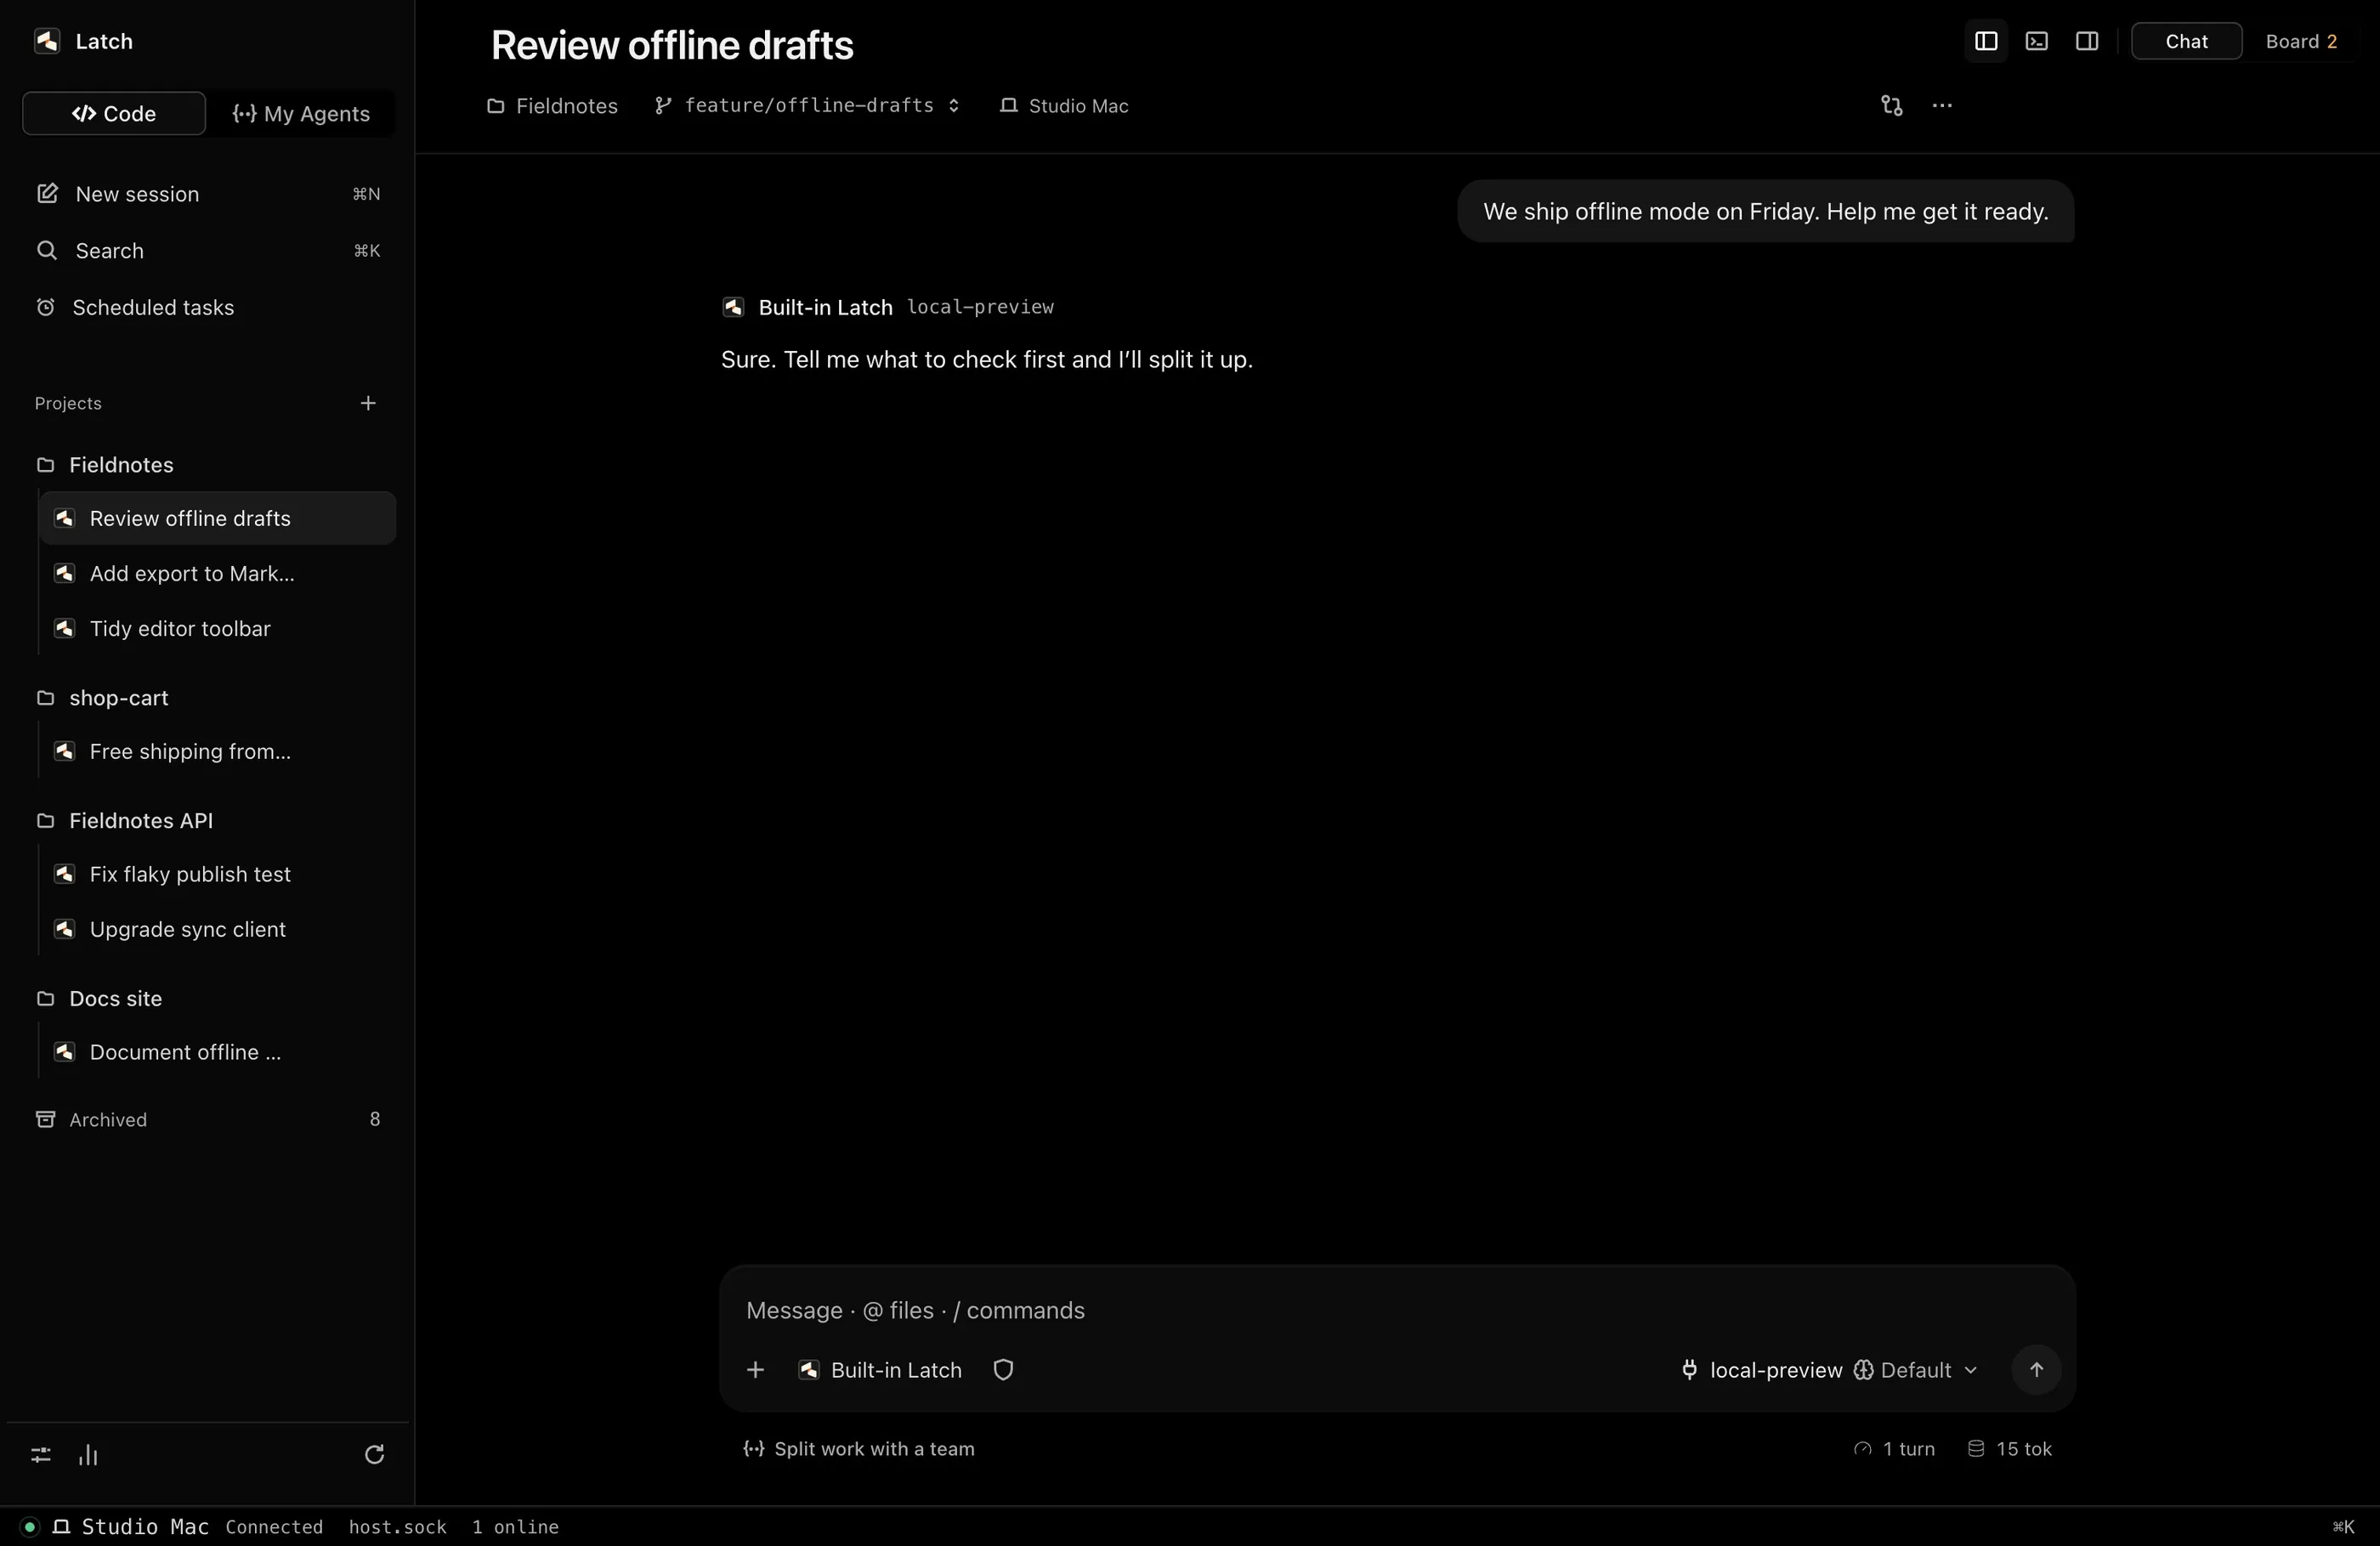 Latch
Code
My Agents
New session ⌘N
Search ⌘K
Scheduled tasks
Projects
Fieldnotes
Review offline drafts
Add export to Mark...
Tidy editor toolbar
shop-cart
Free shipping from...
Fieldnotes API
Fix flaky publish test
Upgrade sync client
Docs site
Document offline ...
Archived 8
Review offline drafts
Chat
Board 2
Fieldnotes feature/offline-drafts Studio Mac
We ship offline mode on Friday. Help me get it ready.
Built-in Latch local-preview
Sure. Tell me what to check first and I’ll split it up.
Message · @ files · / commands
Built-in Latch
local-preview Default
Split work with a team
1 turn 15 tok
Studio Mac Connected host.sock 1 online ⌘K